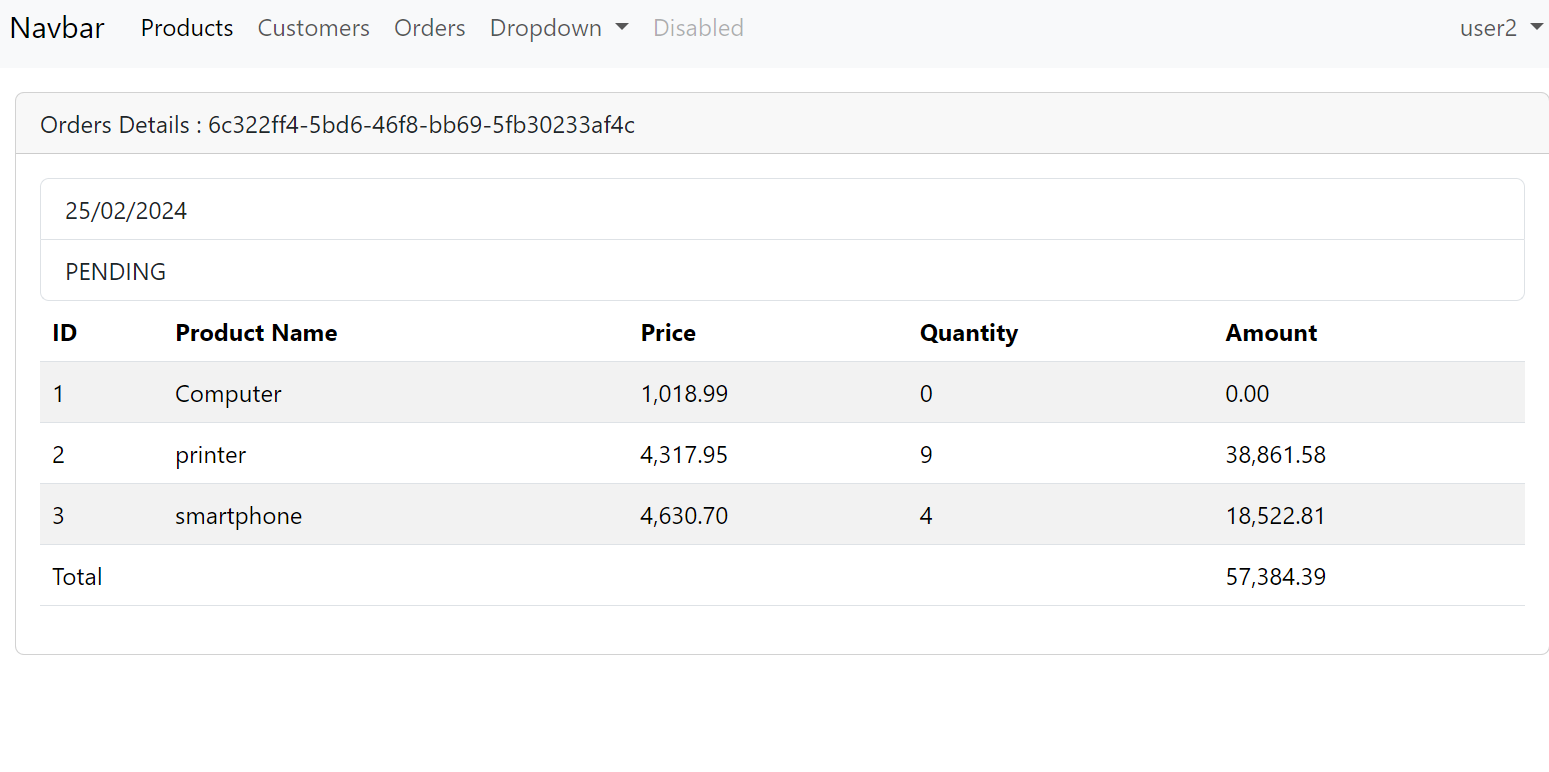 Navbar Products Customers Orders Dropdown Disabled user2
Orders Details : 6c322ff4-5bd6-46f8-bb69-5fb30233af4c
25/02/2024
PENDING
ID Product Name Price Quantity Amount
1 Computer 1,018.99 0 0.00
2 printer 4,317.95 9 38,861.58
3 smartphone 4,630.70 4 18,522.81
Total 57,384.39